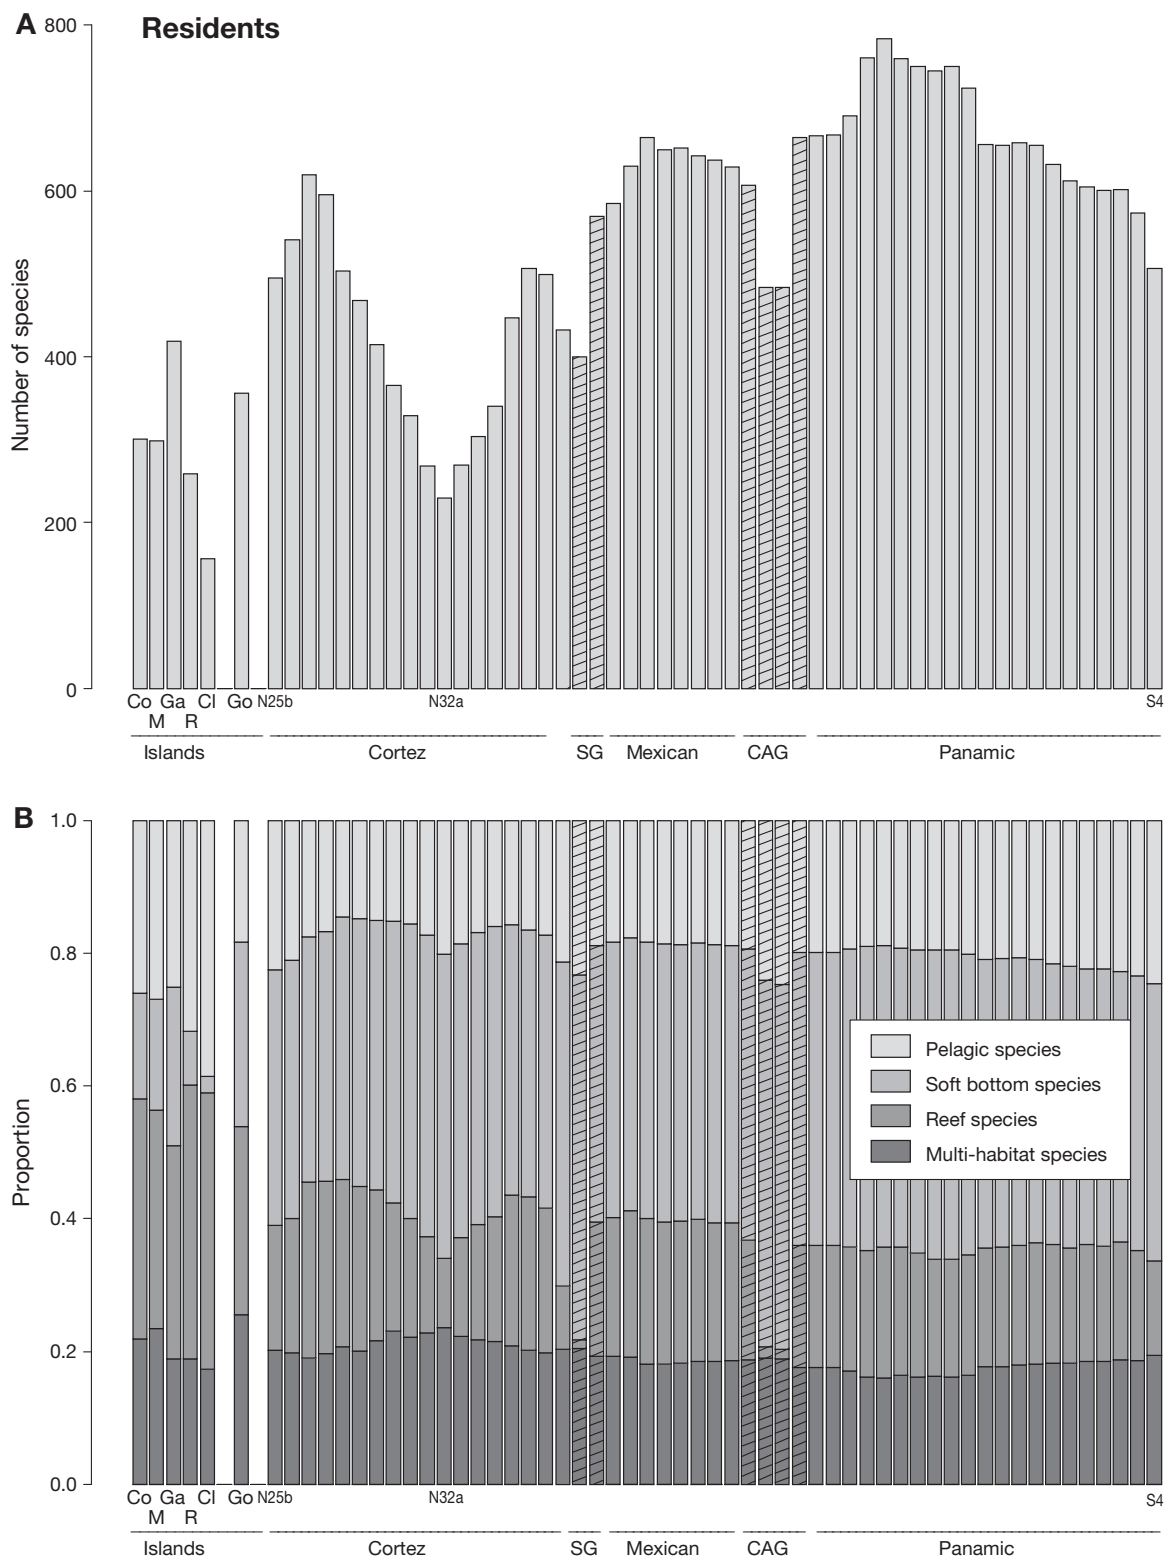 A
Residents
800
600
400
200
0
Number of species
Co Ga Cl Go N25b N32a S4
M R
Islands Cortez SG Mexican CAG Panamic
B
1.0
0.8
0.6
0.4
0.2
0.0
Proportion
Pelagic species
Soft bottom species
Reef species
Multi-habitat species
Co Ga Cl Go N25b N32a S4
M R
Islands Cortez SG Mexican CAG Panamic